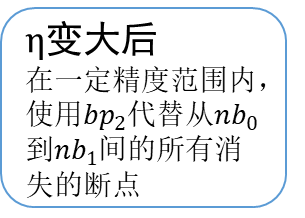 η变大后
在一定精度范围内，
使用bp₂代替从nb₀
到nb₁间的所有消
失的断点